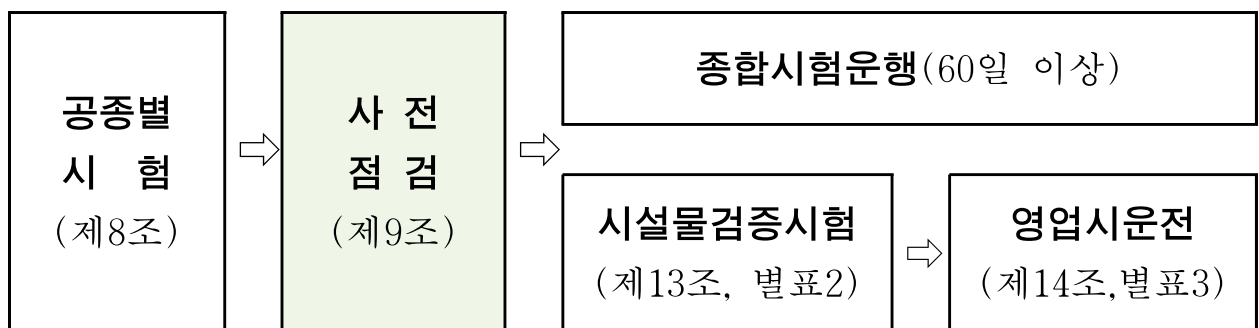 공종별
시 험
(제8조)
⇨
사 전
점 검
(제9조)
⇨
종합시험운행(60일 이상)
시설물검증시험
(제13조, 별표2)
⇨
영업시운전
(제14조,별표3)